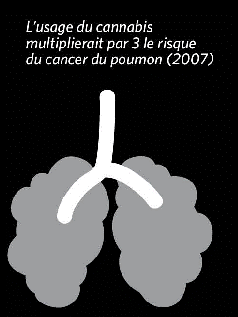 L'usage du cannabis
multiplierait par 3 le risque
du cancer du poumon (2007)